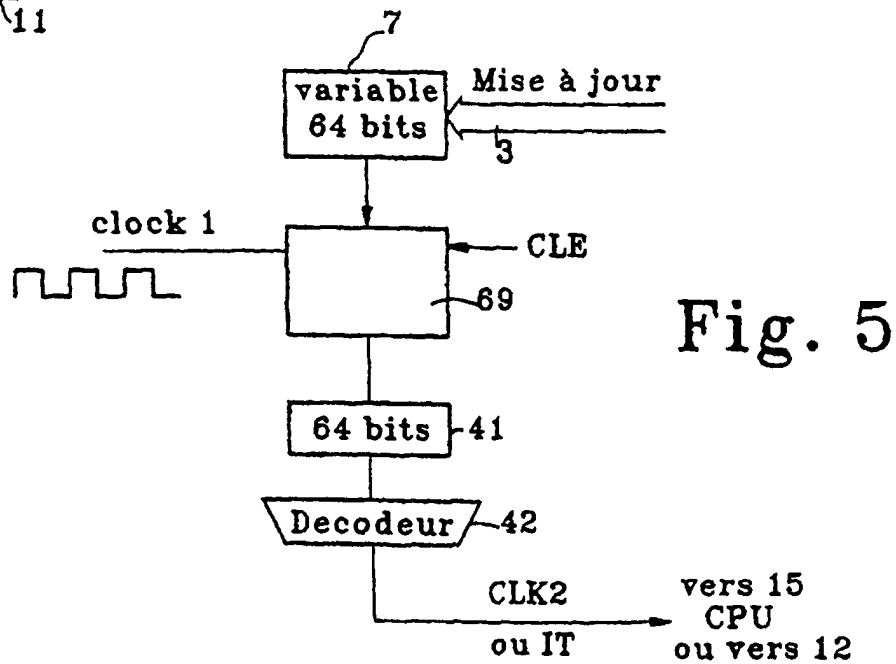 11
7
variable
64 bits
Mise à jour
3
clock 1
CLE
69
Fig. 5
64 bits
41
Decodeur
42
CLK2
ou IT
vers 15
CPU
ou vers 12